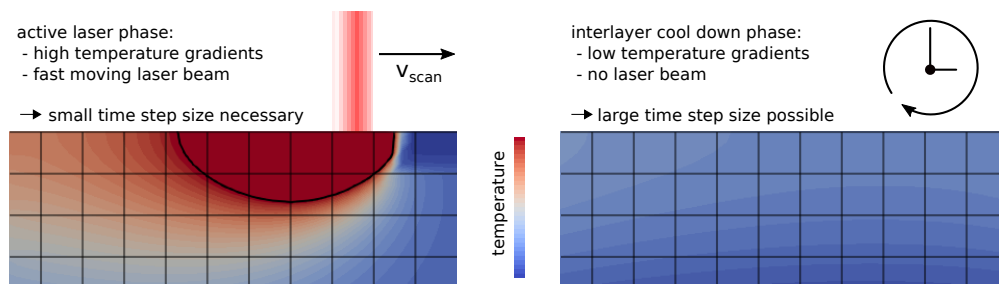 active laser phase:
- high temperature gradients
- fast moving laser beam
→ small time step size necessary
vscan
temperature
interlayer cool down phase:
- low temperature gradients
- no laser beam
→ large time step size possible